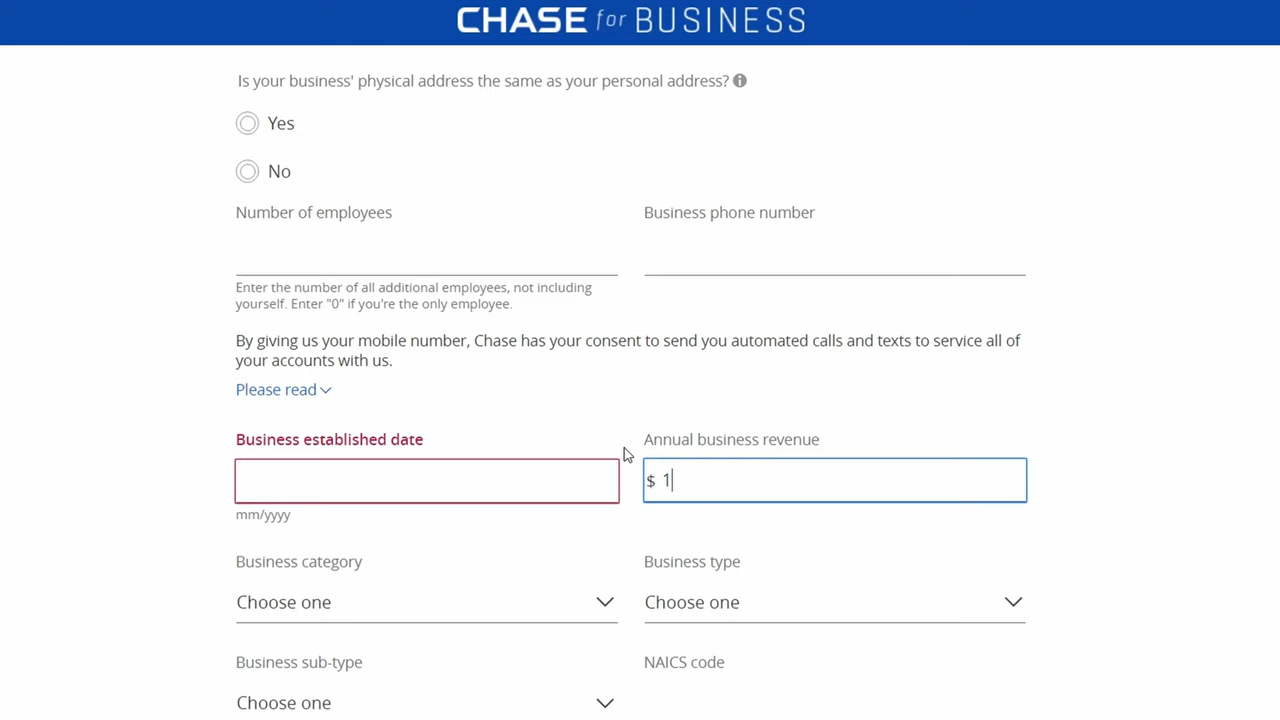 CHASE for BUSINESS
Is your business' physical address the same as your personal address?
Yes
No
Number of employees
Business phone number
Enter the number of all additional employees, not including
yourself. Enter "0" if you're the only employee.
By giving us your mobile number, Chase has your consent to send you automated calls and texts to service all of
your accounts with us.
Please read
Business established date
Annual business revenue
$ 1
mm/yyyy
Business category
Business type
Choose one
Choose one
Business sub-type
NAICS code
Choose one